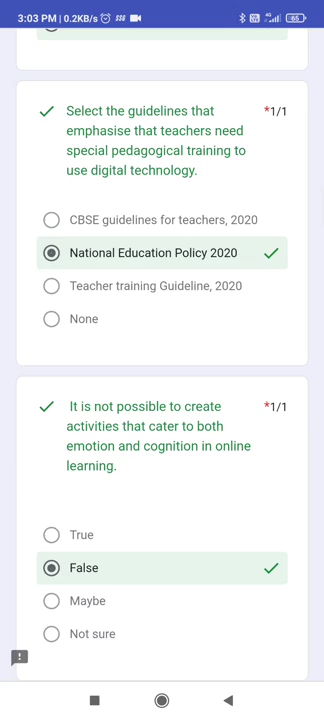 3:03 PM | 0.2KB/s
4G 65
Select the guidelines that *1/1
emphasise that teachers need
special pedagogical training to
use digital technology.
CBSE guidelines for teachers, 2020
National Education Policy 2020
Teacher training Guideline, 2020
None
It is not possible to create *1/1
activities that cater to both
emotion and cognition in online
learning.
True
False
Maybe
Not sure